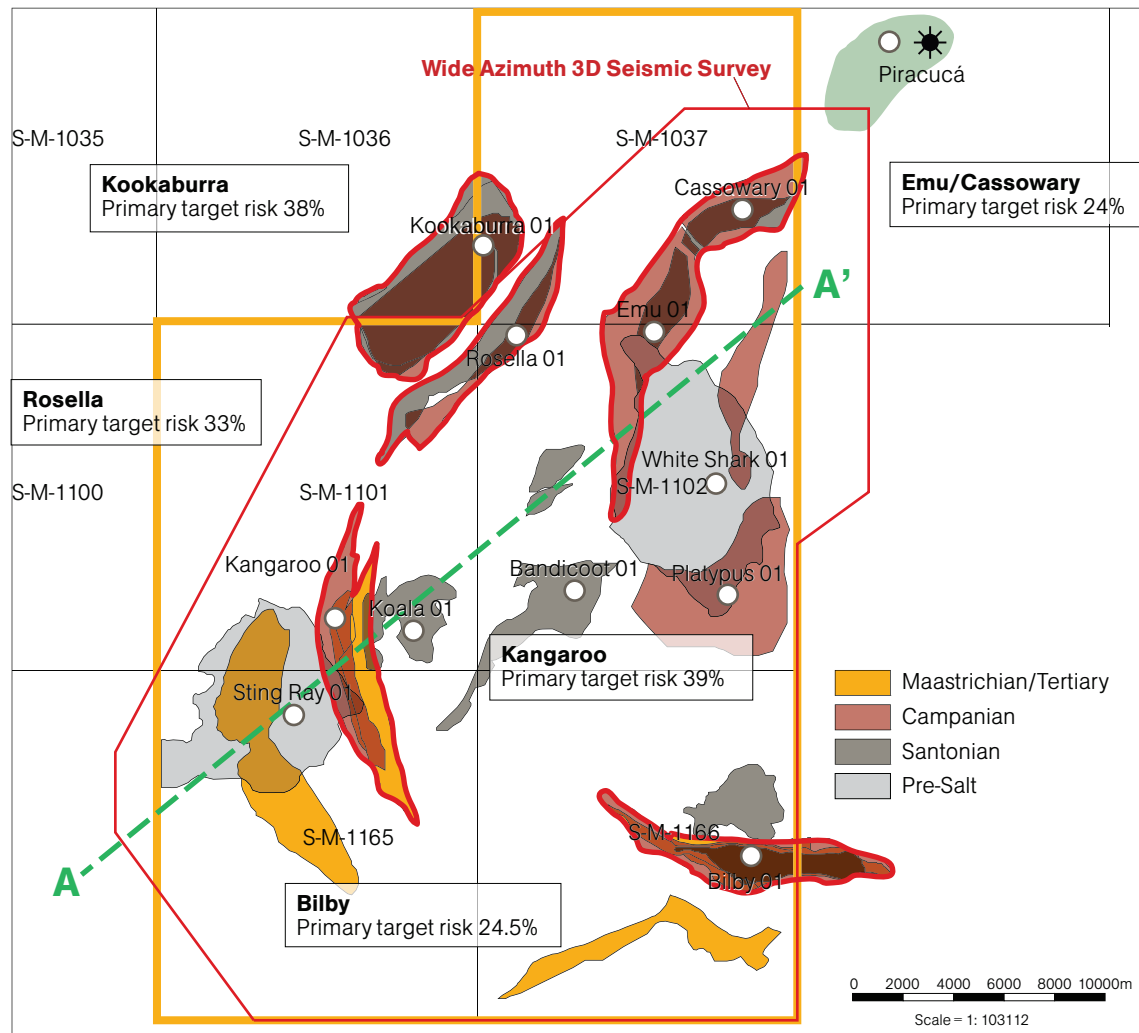 Wide Azimuth 3D Seismic Survey
Piracucá
S-M-1035
S-M-1036
S-M-1037
Kookaburra
Primary target risk 38%
Cassowary 01
Emu/Cassowary
Primary target risk 24%
Kookaburra 01
A'
Emu 01
Rosella 01
Rosella
Primary target risk 33%
White Shark 01
S-M-1100
S-M-1101
S-M-1102
Kangaroo 01
Bandicoot 01
Platypus 01
Koala 01
Kangaroo
Primary target risk 39%
Sting Ray 01
Maastrichian/Tertiary
Campanian
Santonian
Pre-Salt
S-M-1165
S-M-1166
A
Bilby 01
Bilby
Primary target risk 24.5%
0 2000 4000 6000 8000 10000m
Scale = 1: 103112